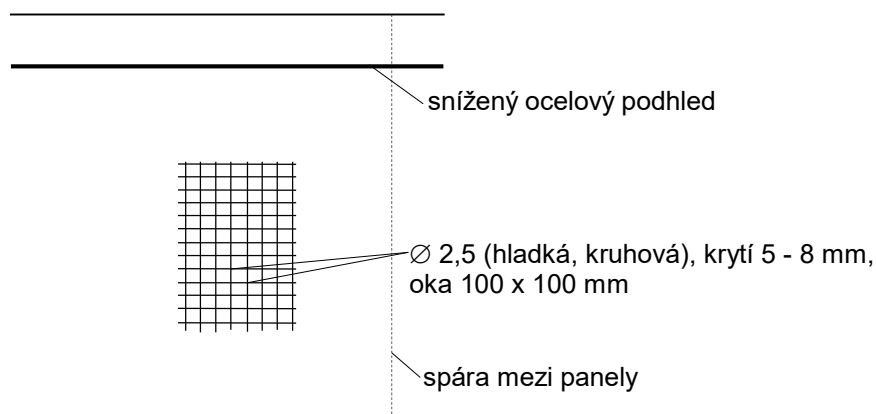 snížený ocelový podhled
∅ 2,5 (hladká, kruhová), krytí 5 - 8 mm,
oka 100 x 100 mm
spára mezi panely